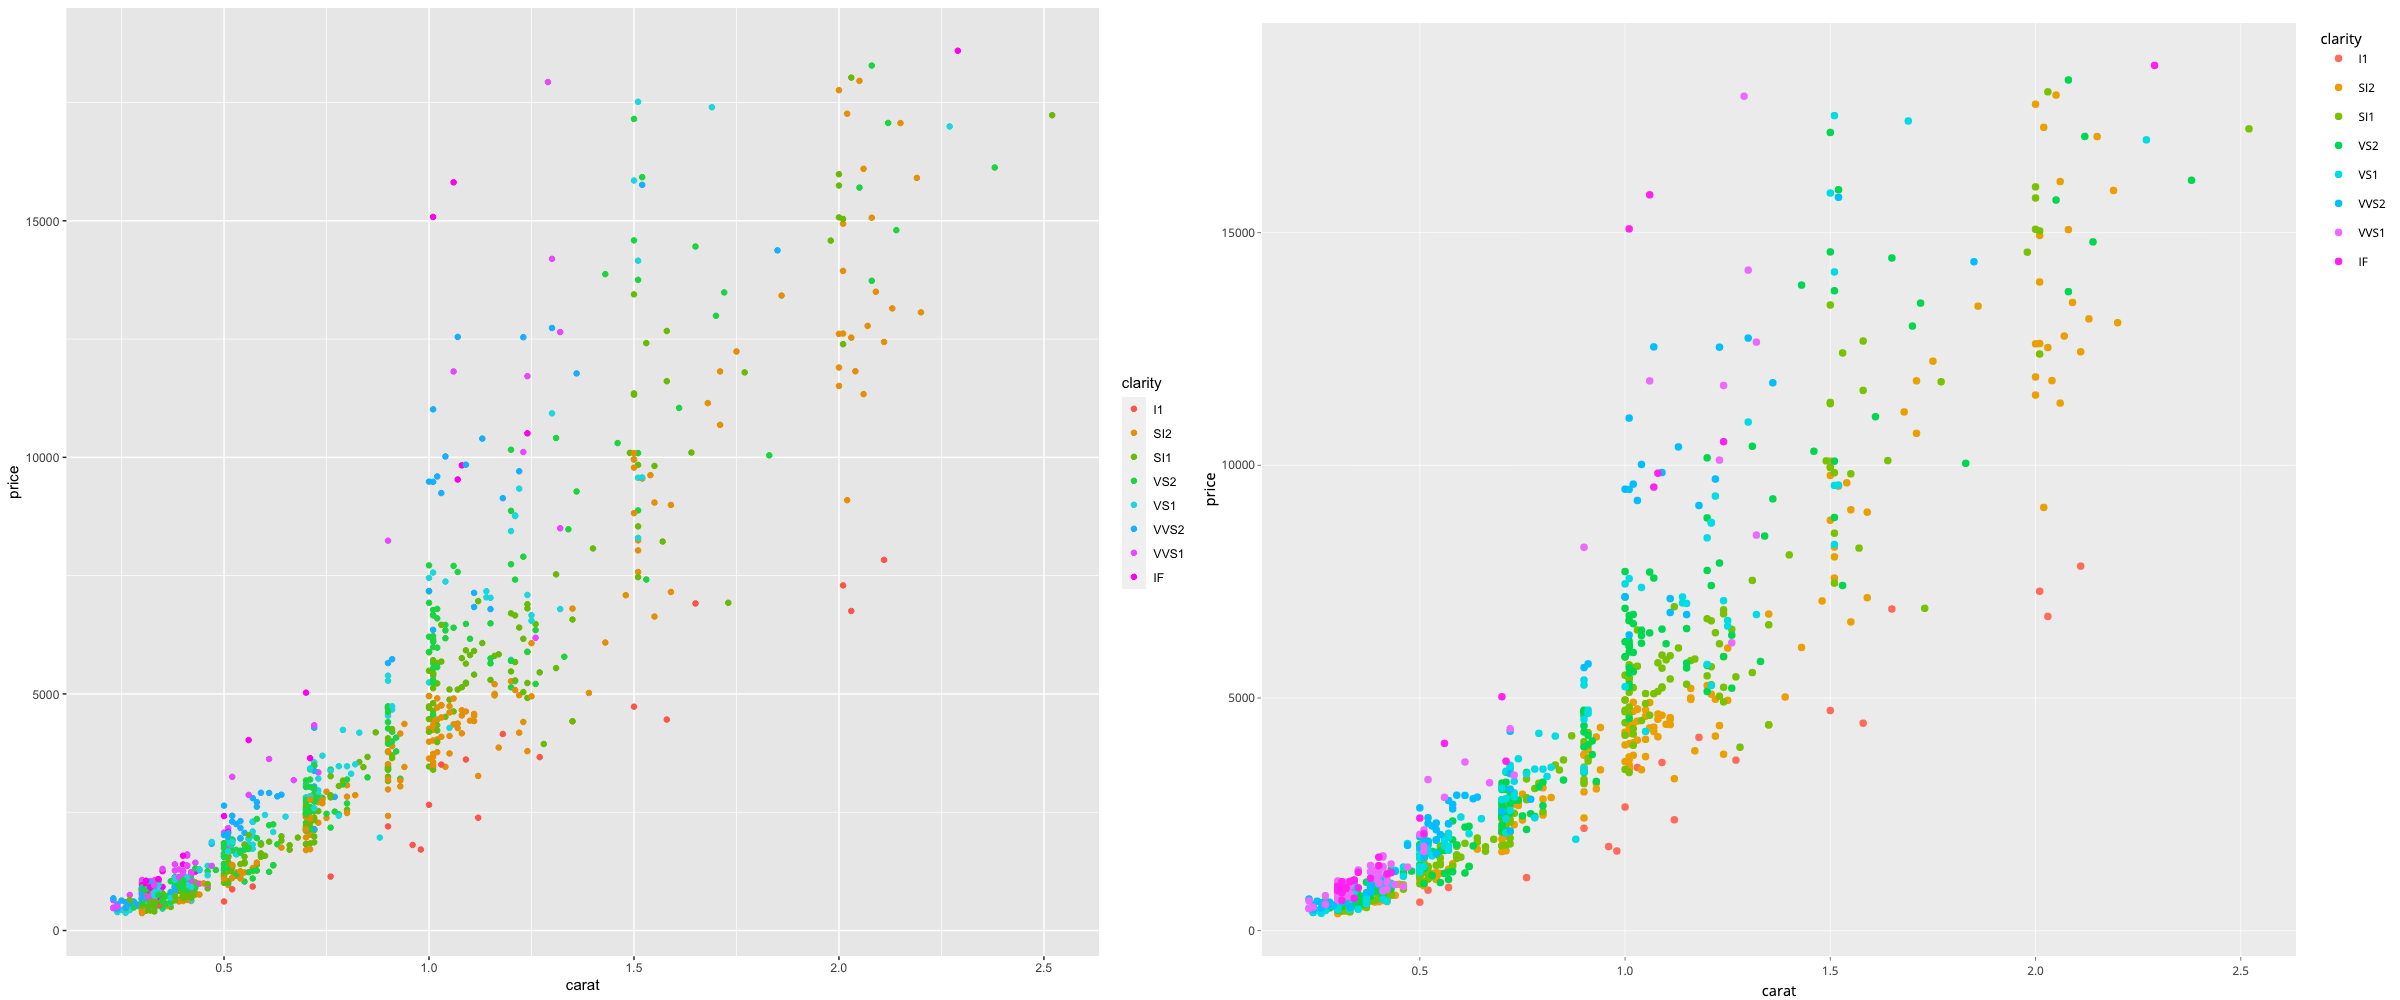 price
15000
10000
5000
0
0.5 1.0 1.5 2.0 2.5
carat
clarity
I1
SI2
SI1
VS2
VS1
VVS2
VVS1
IF
price
15000
10000
5000
0
0.5 1.0 1.5 2.0 2.5
carat
clarity
I1
SI2
SI1
VS2
VS1
VVS2
VVS1
IF